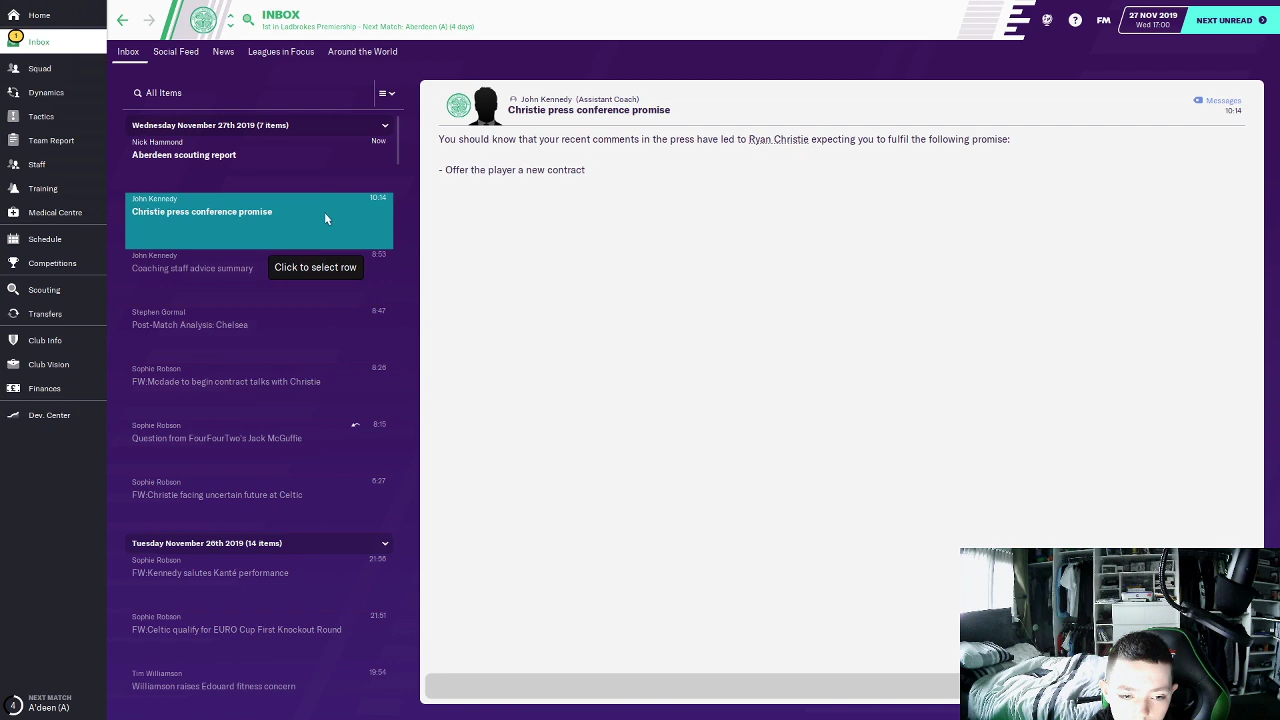 INBOX
1st in Ladbrokes Premiership - Next Match: Aberdeen (A) (4 days)
FM
27 NOV 2019
Wed 17:00
NEXT UNREAD
1
Inbox
Squad
Dynamics
Tactics
Team Report
Staff
Training
Medical Centre
Schedule
Competitions
Scouting
Transfers
Club Info
Club Vision
Finances
Dev. Center
NEXT MATCH
A'deen (A)
Inbox
Social Feed
News
Leagues in Focus
Around the World
All Items
Wednesday November 27th 2019 (7 items)
Nick Hammond
Now
Aberdeen scouting report
John Kennedy
10:14
Christie press conference promise
John Kennedy
8:53
Coaching staff advice summary
Click to select row
Stephen Gormal
8:47
Post-Match Analysis: Chelsea
Sophie Robson
8:26
FW:Mcdade to begin contract talks with Christie
Sophie Robson
8:15
Question from FourFourTwo's Jack McGuffie
Sophie Robson
6:27
FW:Christie facing uncertain future at Celtic
Tuesday November 26th 2019 (14 items)
Sophie Robson
21:56
FW:Kennedy salutes Kanté performance
Sophie Robson
21:51
FW:Celtic qualify for EURO Cup First Knockout Round
Tim Williamson
19:54
Williamson raises Edouard fitness concern
John Kennedy (Assistant Coach)
Christie press conference promise
Messages
10:14
You should know that your recent comments in the press have led to Ryan Christie expecting you to fulfil the following promise:
- Offer the player a new contract